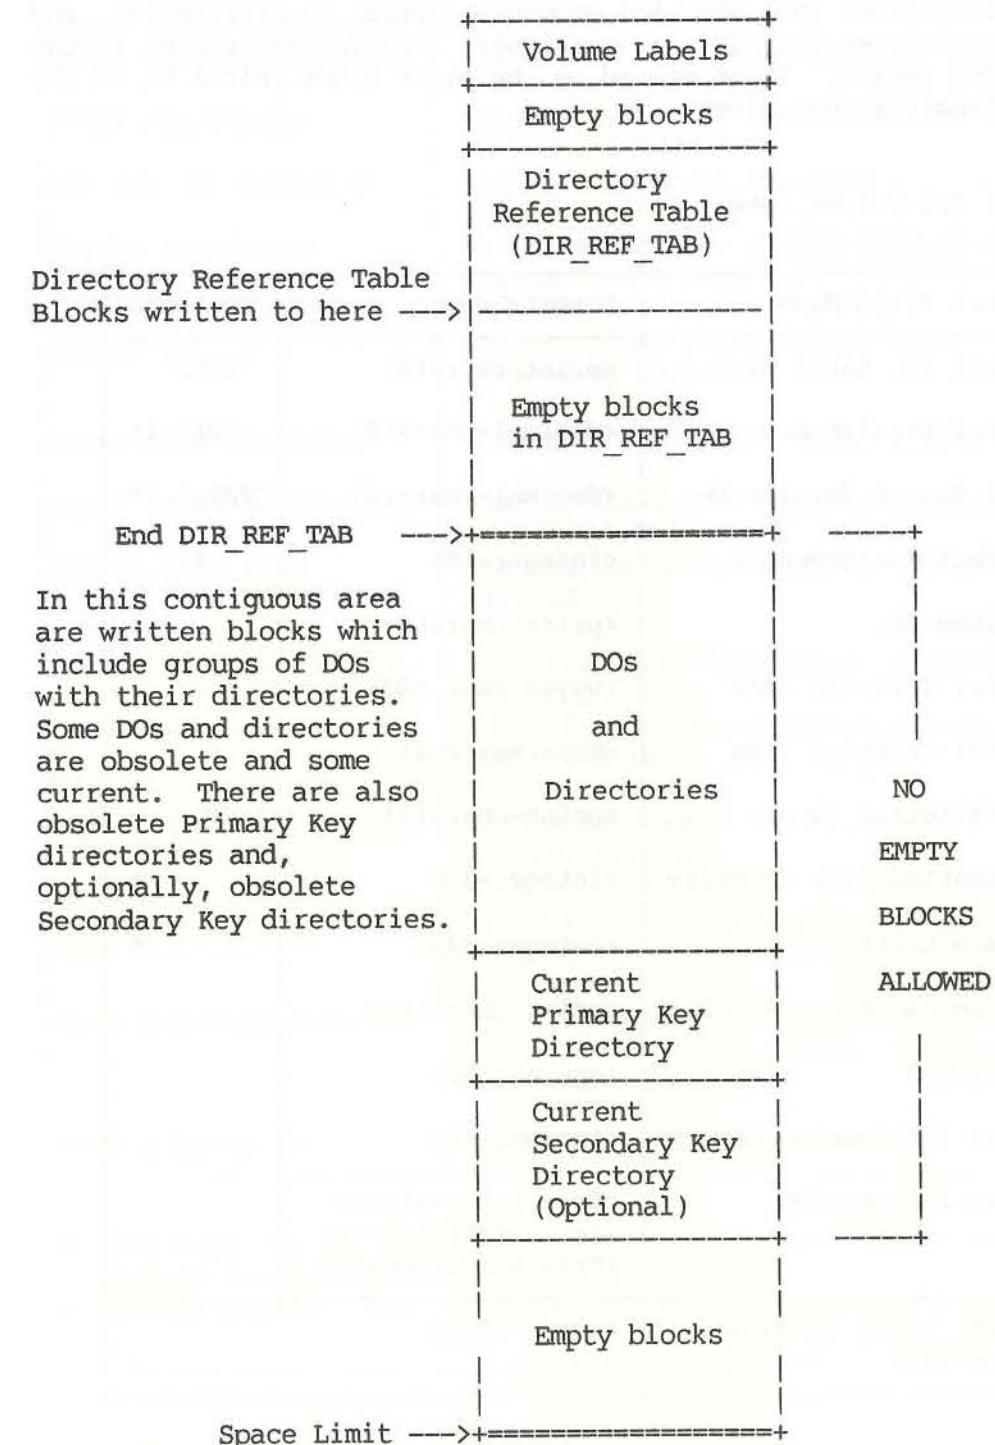 Volume Labels
Empty blocks
Directory
Reference Table
(DIR_REF_TAB)
Directory Reference Table
Blocks written to here --->
Empty blocks
in DIR_REF_TAB
End DIR_REF_TAB --->
In this contiguous area
are written blocks which
include groups of DOs
with their directories.
Some DOs and directories
are obsolete and some
current. There are also
obsolete Primary Key
directories and,
optionally, obsolete
Secondary Key directories.
DOs
and
Directories
NO
EMPTY
BLOCKS
ALLOWED
Current
Primary Key
Directory
Current
Secondary Key
Directory
(Optional)
Empty blocks
Space Limit --->